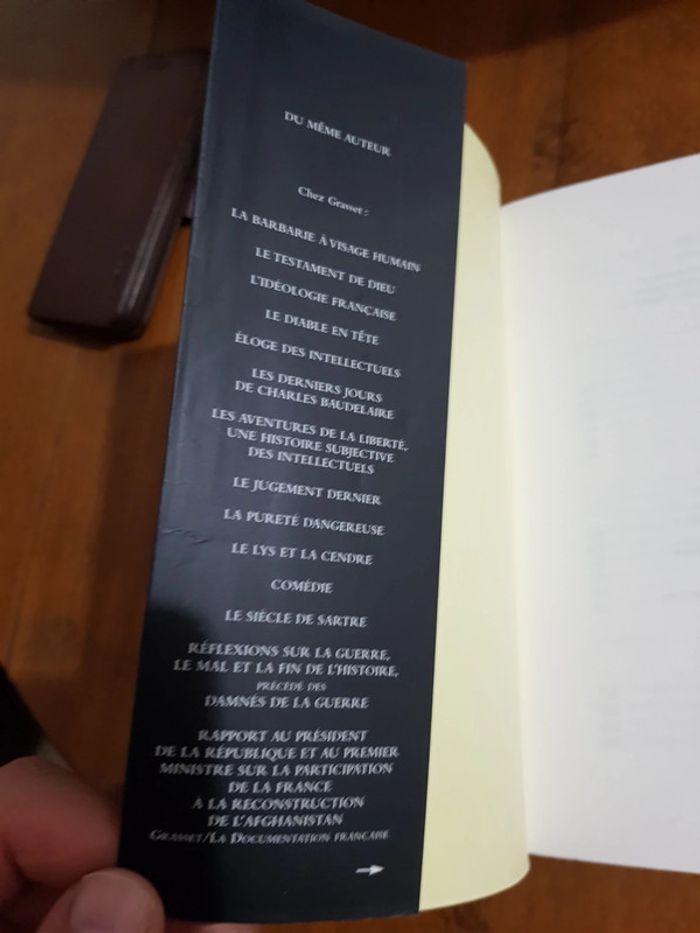 DU MÊME AUTEUR
Chez Grasset :
LA BARBARIE À VISAGE HUMAIN
LE TESTAMENT DE DIEU
L'IDÉOLOGIE FRANÇAISE
LE DIABLE EN TÊTE
ÉLOGE DES INTELLECTUELS
LES DERNIERS JOURS
DE CHARLES BAUDELAIRE
LES AVENTURES DE LA LIBERTÉ,
UNE HISTOIRE SUBJECTIVE
DES INTELLECTUELS
LE JUGEMENT DERNIER
LA PURETÉ DANGEREUSE
LE LYS ET LA CENDRE
COMÉDIE
LE SIÈCLE DE SARTRE
RÉFLEXIONS SUR LA GUERRE,
LE MAL ET LA FIN DE L'HISTOIRE,
PRÉCÉDÉ DES
DAMNÉS DE LA GUERRE
RAPPORT AU PRÉSIDENT
DE LA RÉPUBLIQUE ET AU PREMIER
MINISTRE SUR LA PARTICIPATION
DE LA FRANCE
À LA RECONSTRUCTION
DE L'AFGHANISTAN
GRASSET/LA DOCUMENTATION FRANÇAISE